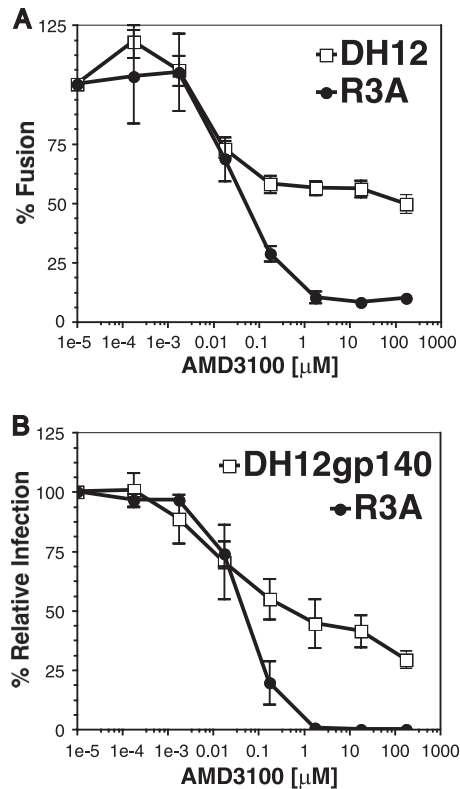 A
125
DH12
R3A
75
50
25
0
% Fusion
1e-5 1e-4 1e-3 0.01 0.1 1 10 100 1000
AMD3100 [µM]
B
125
DH12gp140
R3A
100
75
50
25
0
% Relative Infection
1e-5 1e-4 1e-3 0.01 0.1 1 10 100 1000
AMD3100 [µM]